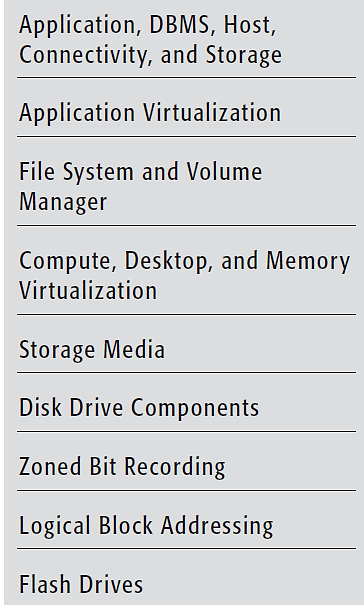 Application, DBMS, Host,
Connectivity, and Storage
Application Virtualization
File System and Volume
Manager
Compute, Desktop, and Memory
Virtualization
Storage Media
Disk Drive Components
Zoned Bit Recording
Logical Block Addressing
Flash Drives